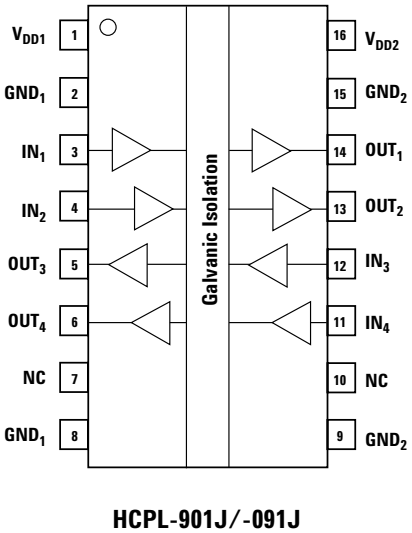 V_DD1 1 16 V_DD2
GND_1 2 15 GND_2
IN_1 3 14 OUT_1
IN_2 4 13 OUT_2
OUT_3 5 12 IN_3
OUT_4 6 11 IN_4
NC 7 10 NC
GND_1 8 9 GND_2
Galvanic Isolation
HCPL-901J/-091J